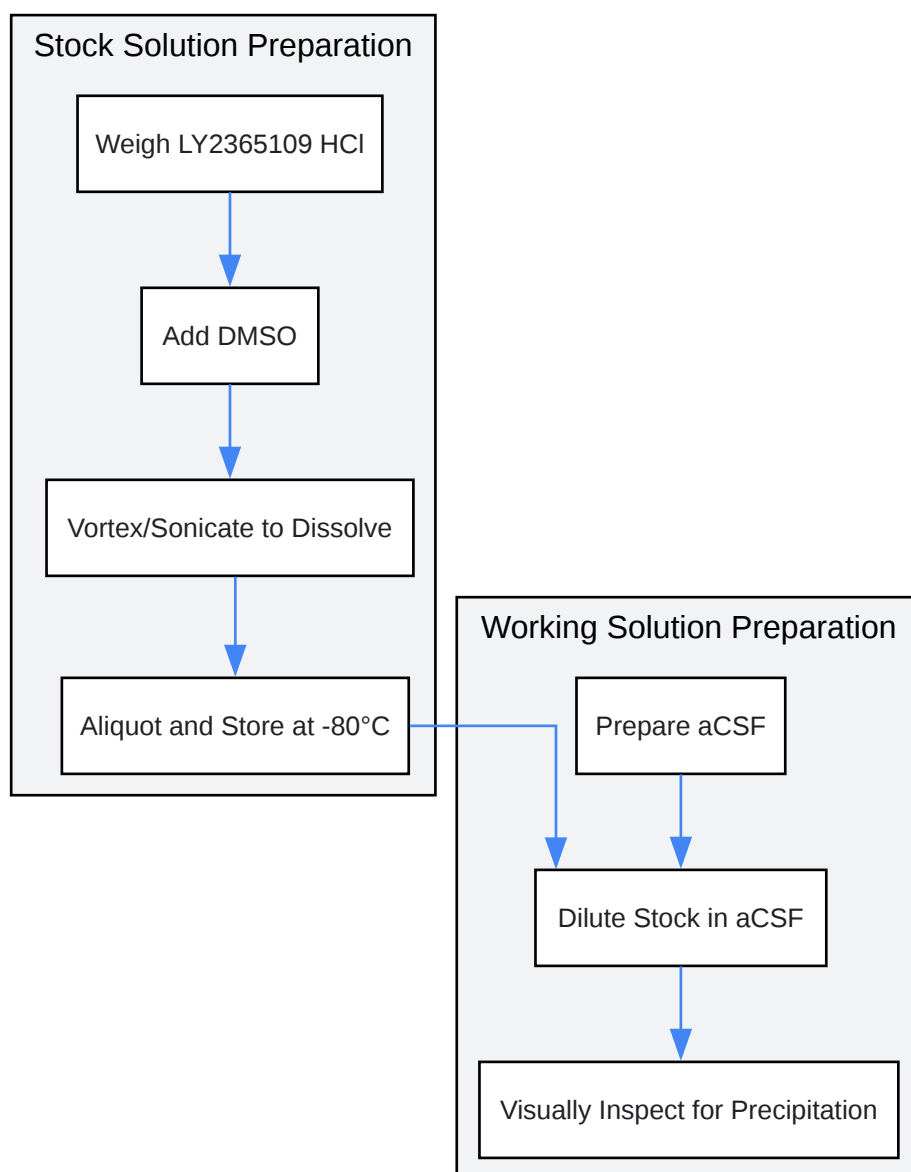 Stock Solution Preparation
Weigh LY2365109 HCl
Add DMSO
Vortex/Sonicate to Dissolve
Aliquot and Store at -80°C
Working Solution Preparation
Prepare aCSF
Dilute Stock in aCSF
Visually Inspect for Precipitation